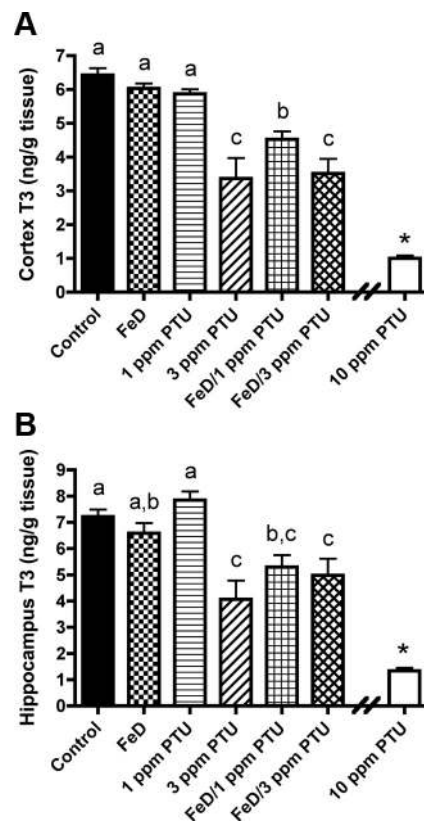 A
Cortex T3 (ng/g tissue)
7
6
5
4
3
2
1
0
a
a
a
c
b
c
*
Control
FeD
1 ppm PTU
3 ppm PTU
FeD/1 ppm PTU
FeD/3 ppm PTU
10 ppm PTU
B
Hippocampus T3 (ng/g tissue)
9
8
7
6
5
4
3
2
1
0
a
a,b
a
c
b,c
c
*
Control
FeD
1 ppm PTU
3 ppm PTU
FeD/1 ppm PTU
FeD/3 ppm PTU
10 ppm PTU